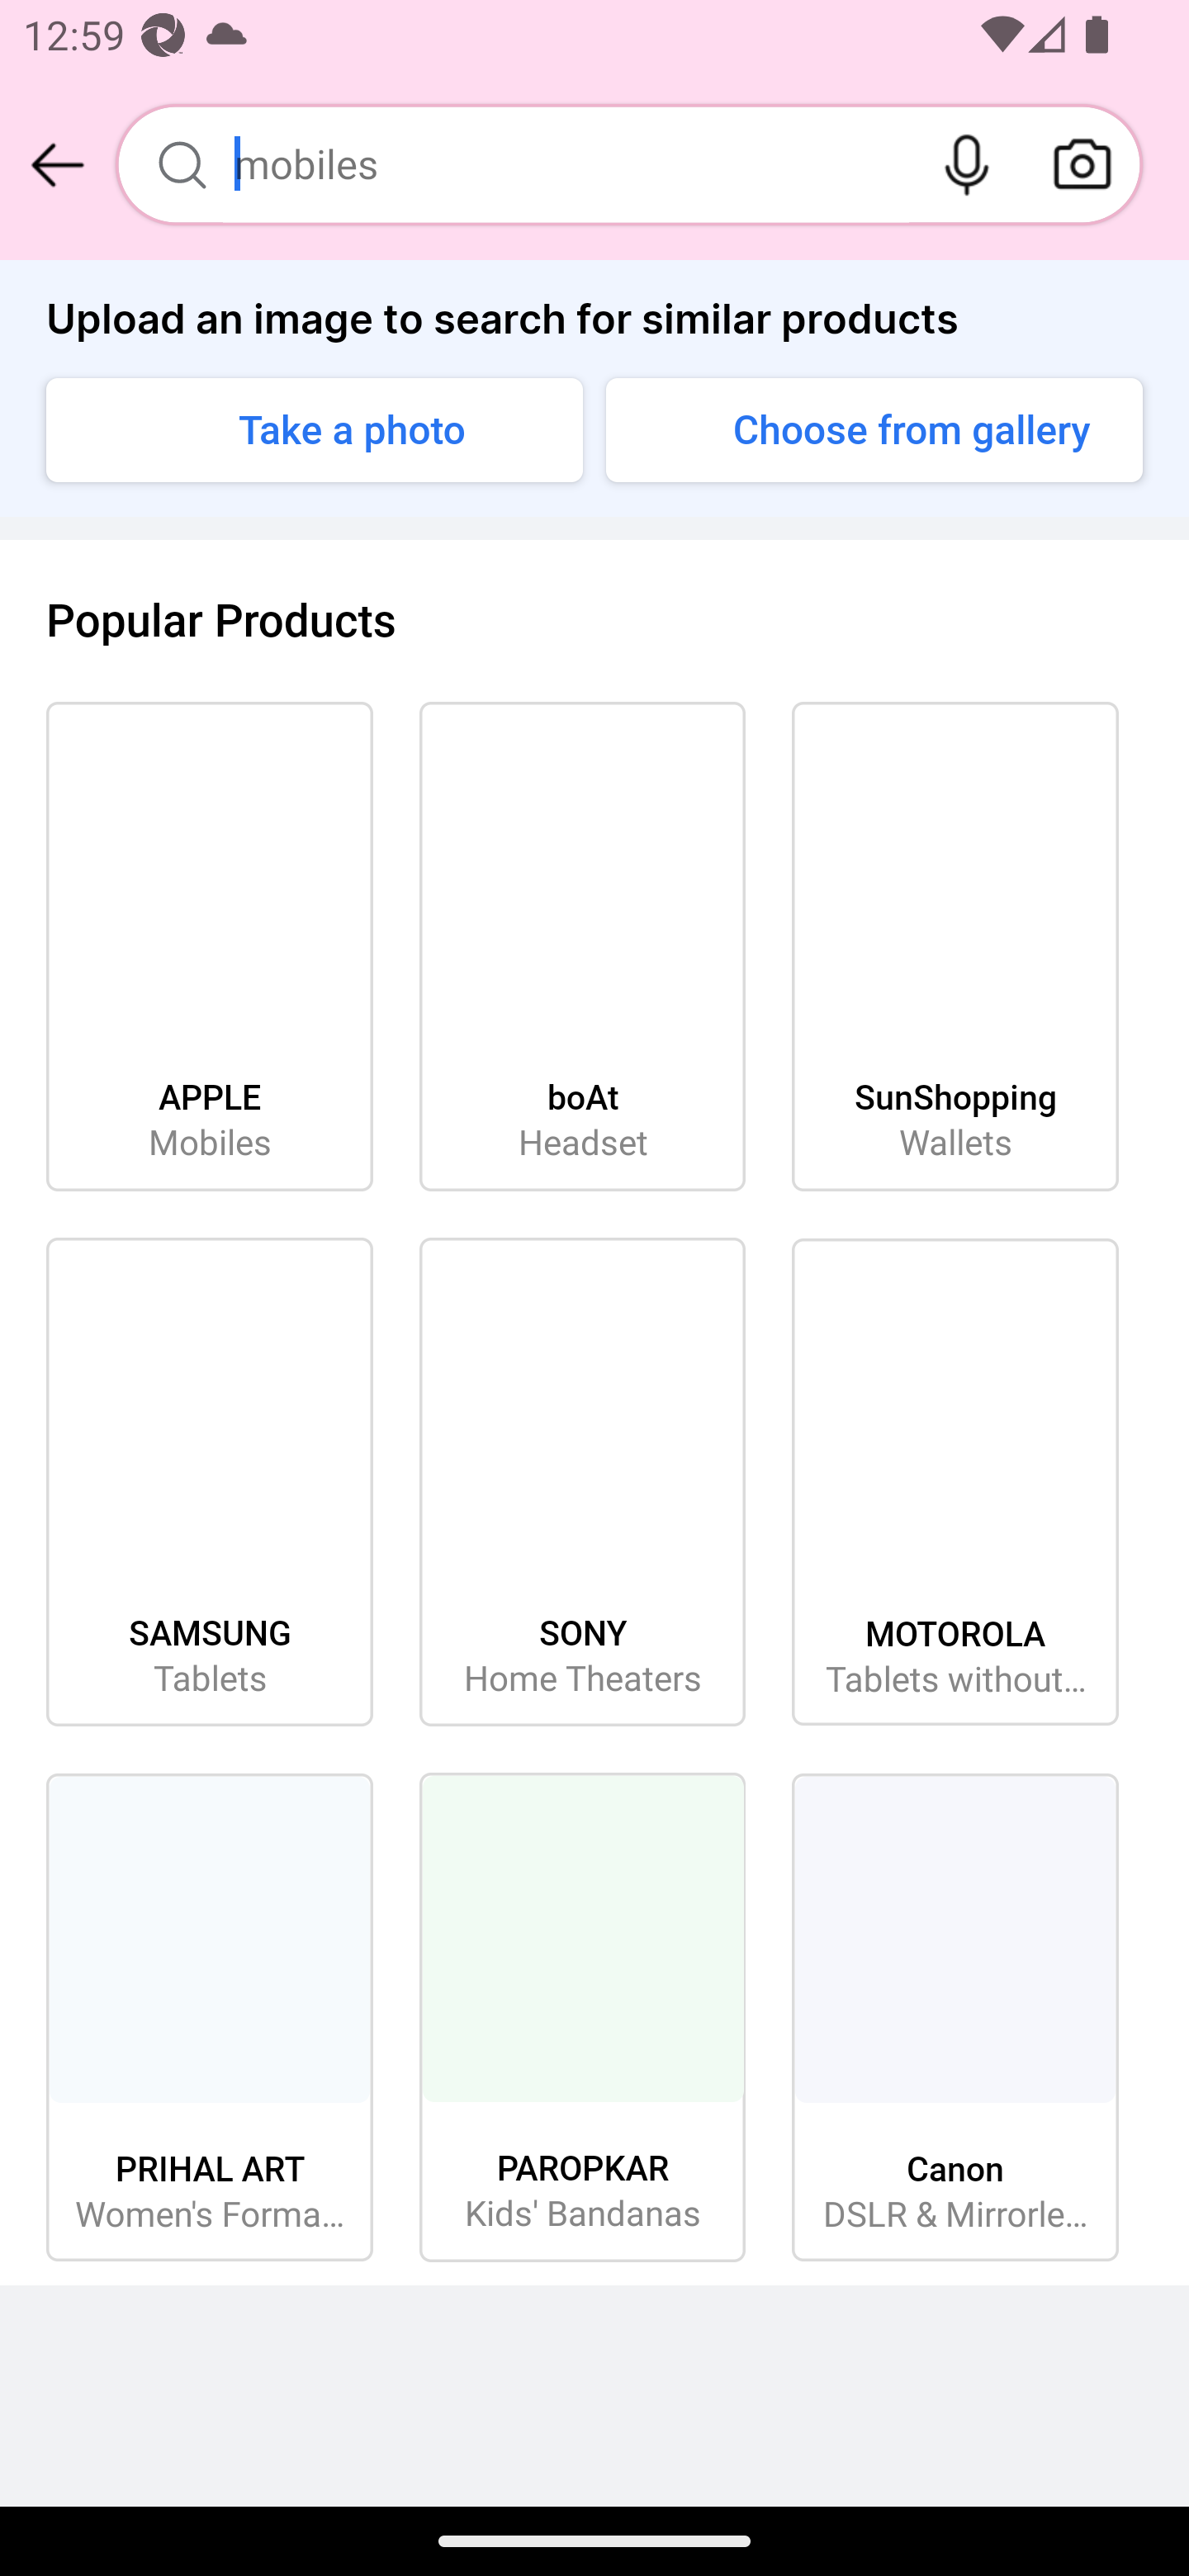 12:59
mobiles
Upload an image to search for similar products
Take a photo
Choose from gallery
Popular Products
APPLE
Mobiles
boAt
Headset
SunShopping
Wallets
SAMSUNG
Tablets
SONY
Home Theaters
MOTOROLA
Tablets without...
PRIHAL ART
Women's Forma...
PAROPKAR
Kids' Bandanas
Canon
DSLR & Mirrorle...